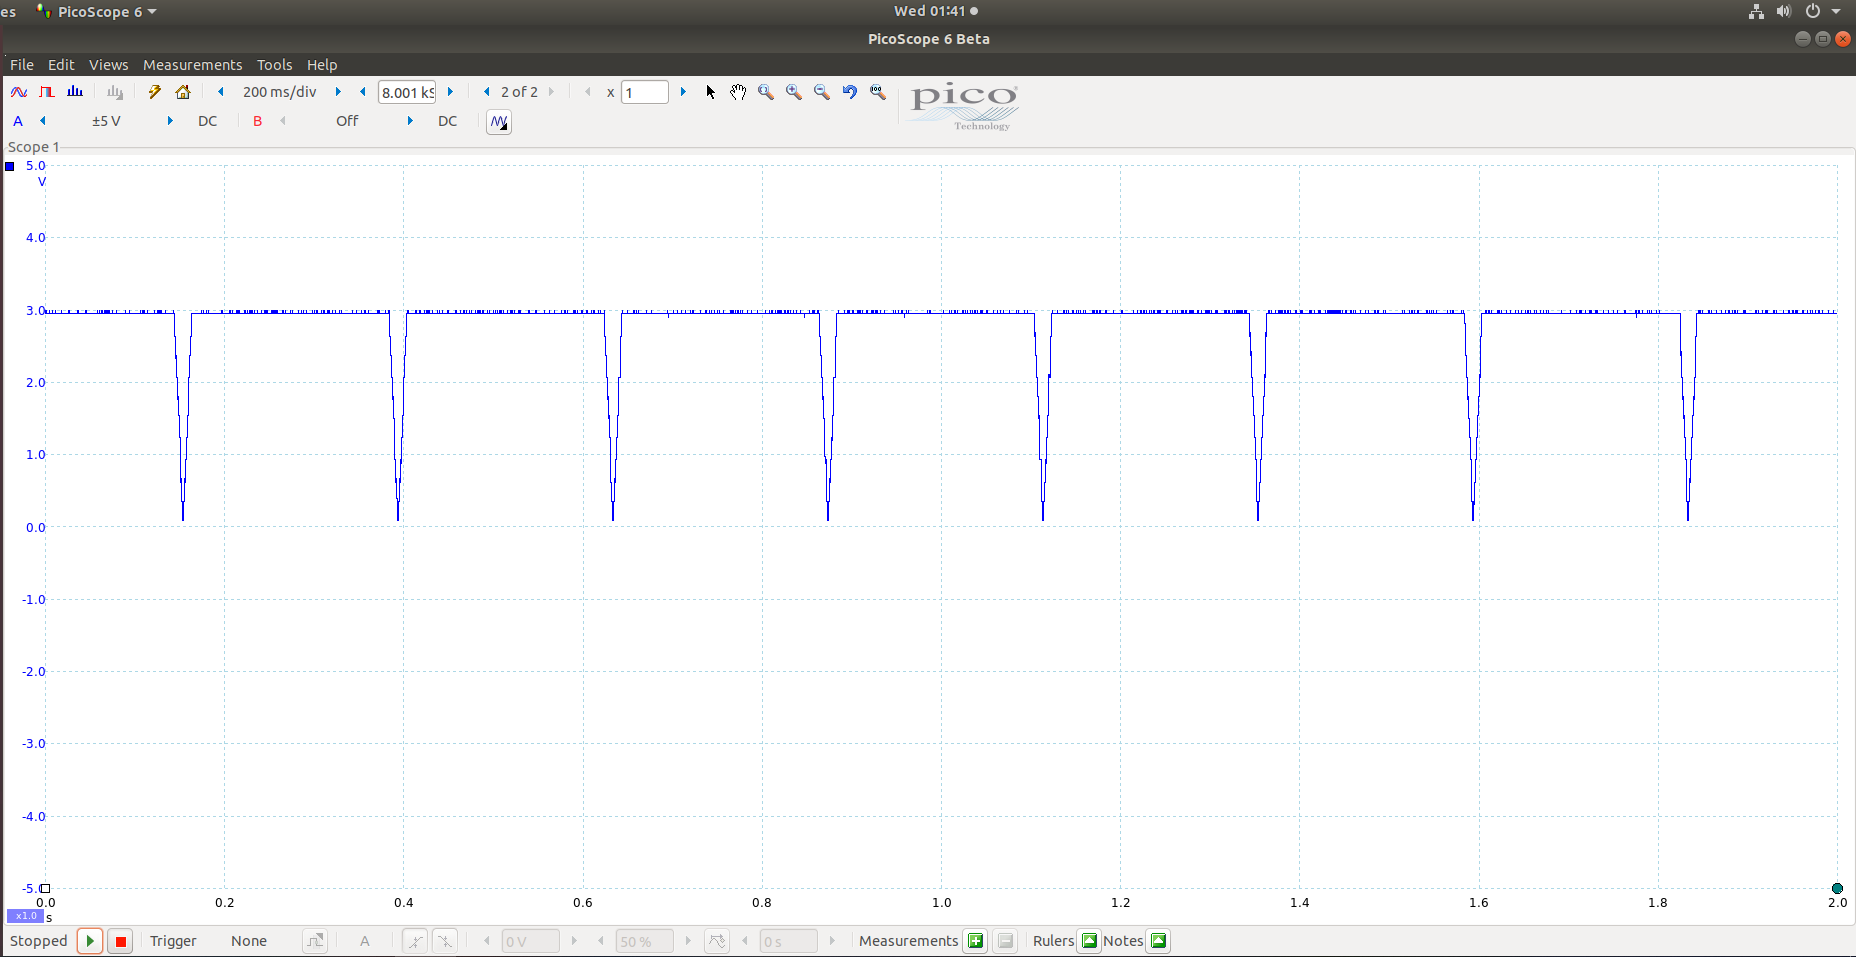 es PicoScope 6 Wed 01:41
PicoScope 6 Beta
File Edit Views Measurements Tools Help
200 ms/div 8.001 kS 2 of 2 x 1
pico
Technology
A ±5 V DC B Off DC
Scope 1
5.0
V
4.0
3.0
2.0
1.0
0.0
-1.0
-2.0
-3.0
-4.0
-5.0
0.0 0.2 0.4 0.6 0.8 1.0 1.2 1.4 1.6 1.8 2.0
x1.0 s
Stopped Trigger None A 0 V 50 % 0 s Measurements Rulers Notes